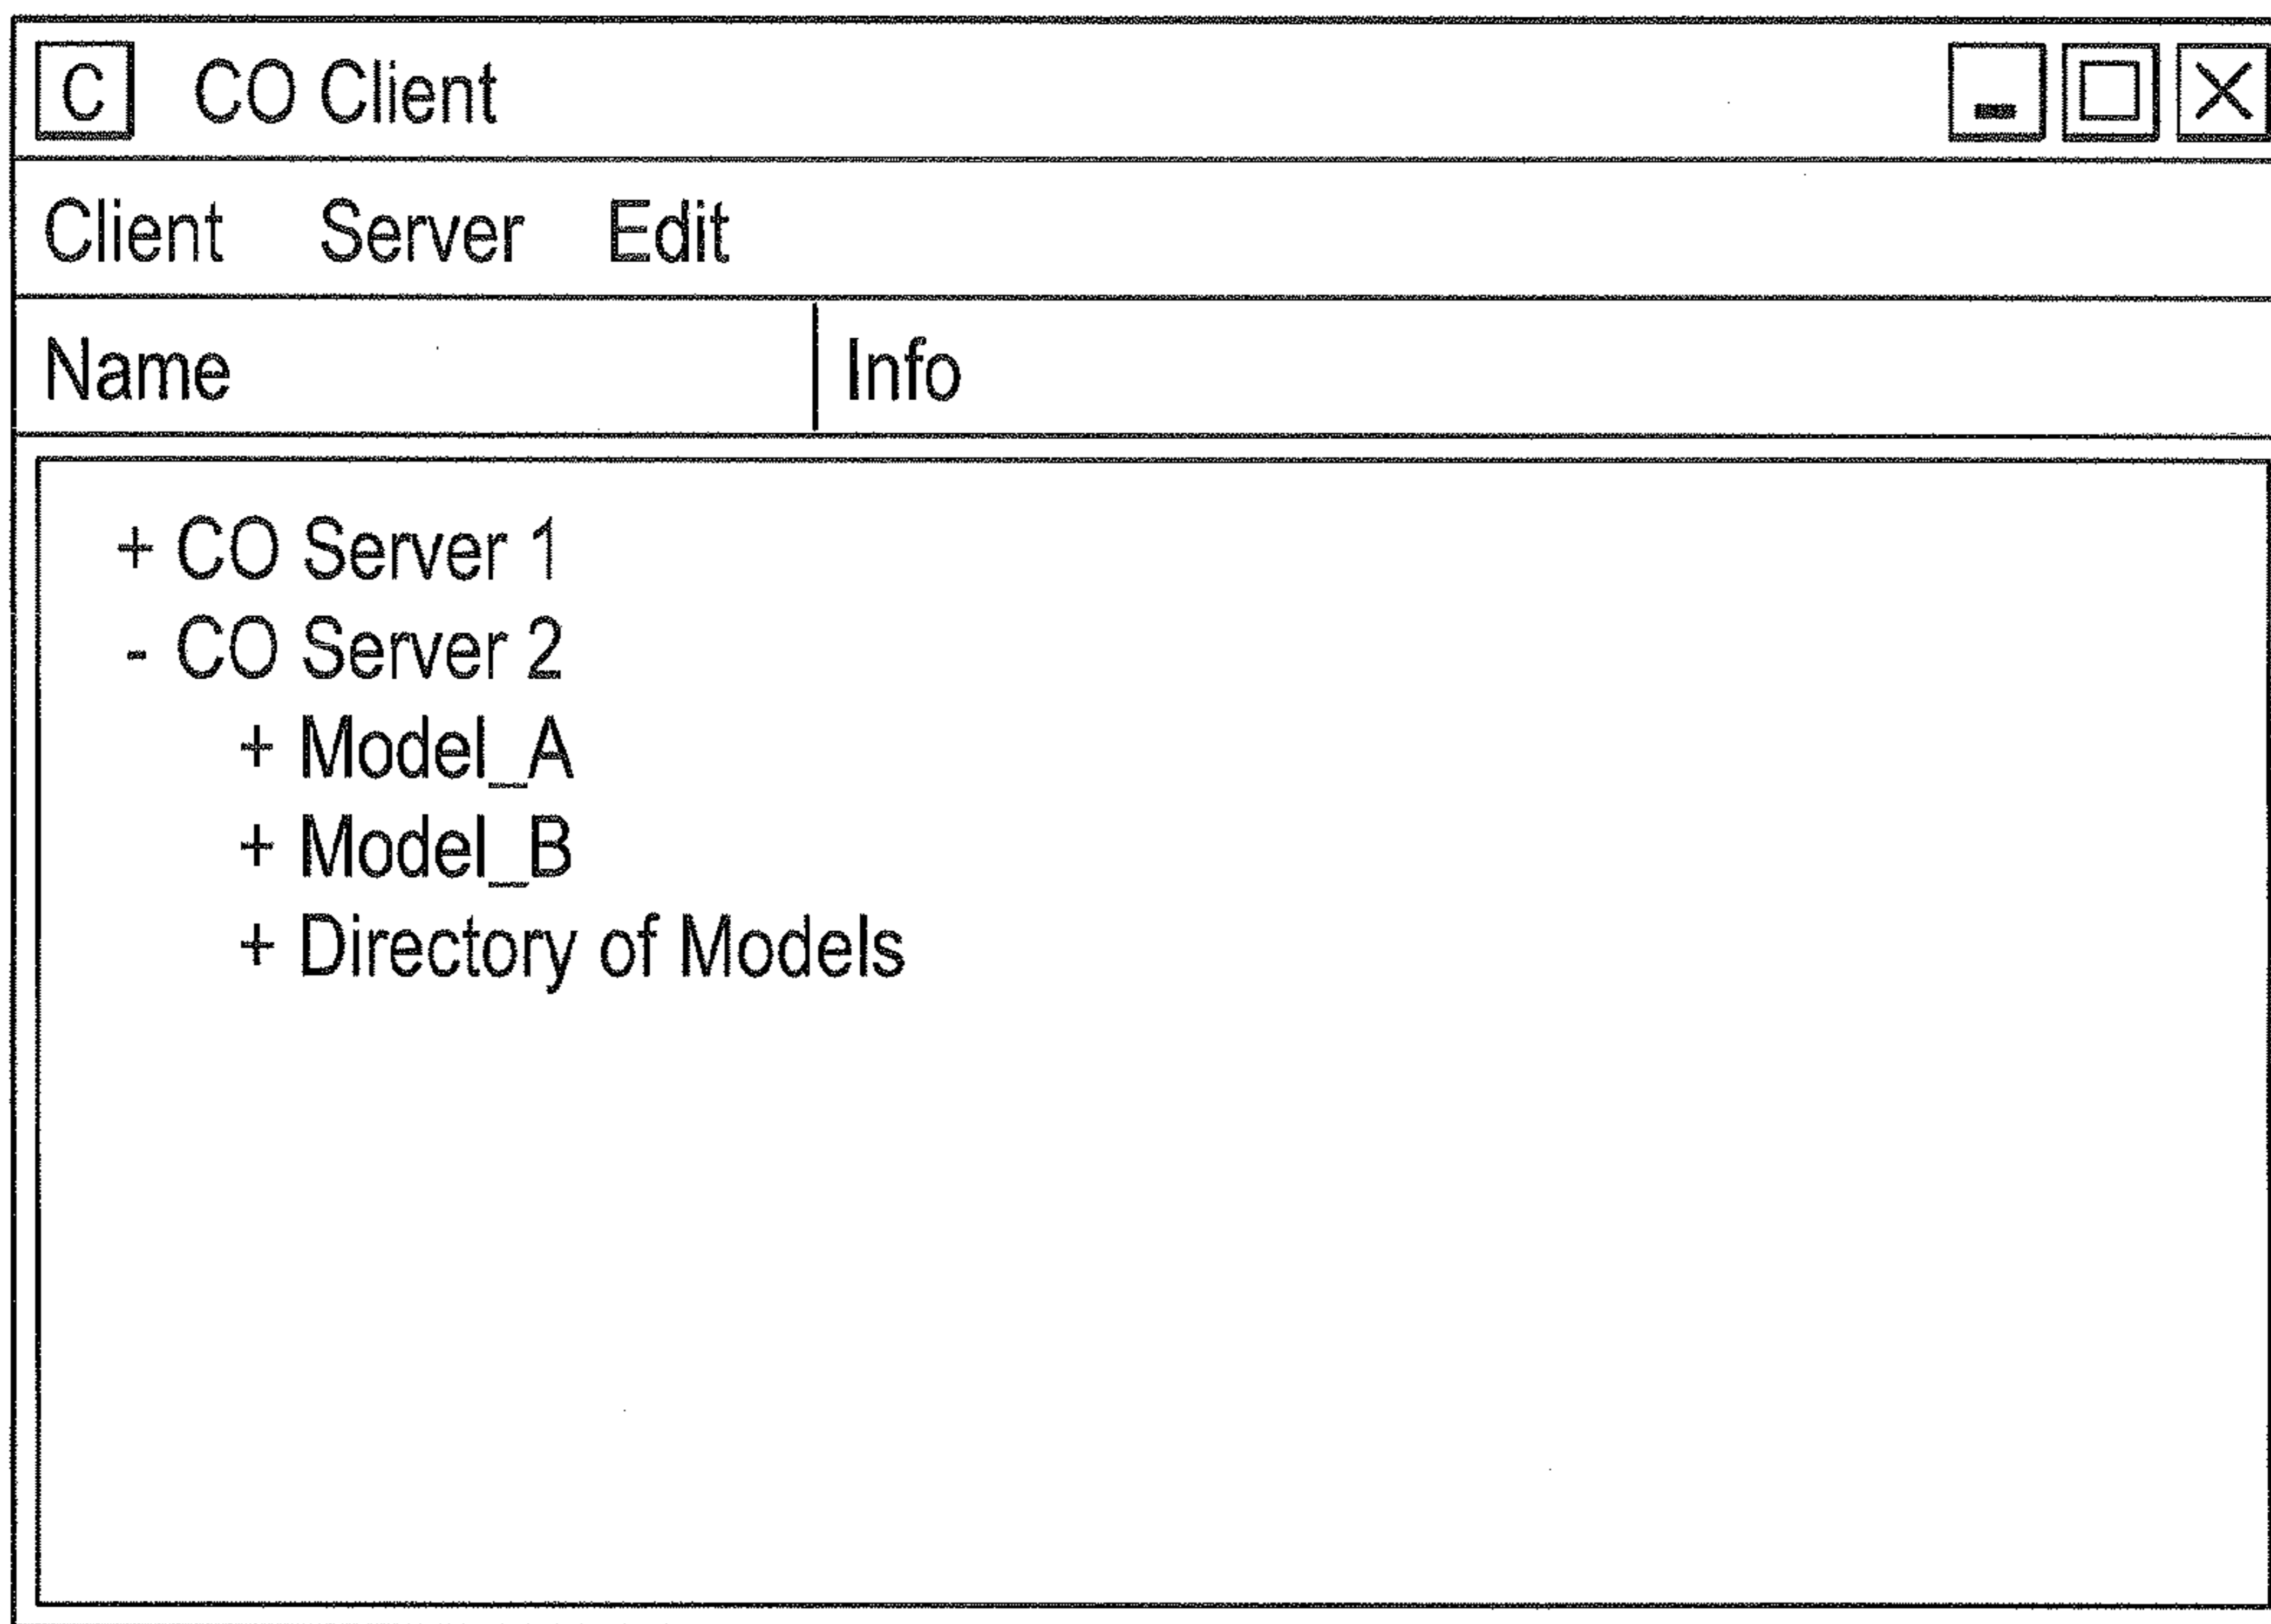 C CO Client
Client Server Edit
Name Info
+ CO Server 1
- CO Server 2
+ Model_A
+ Model_B
+ Directory of Models